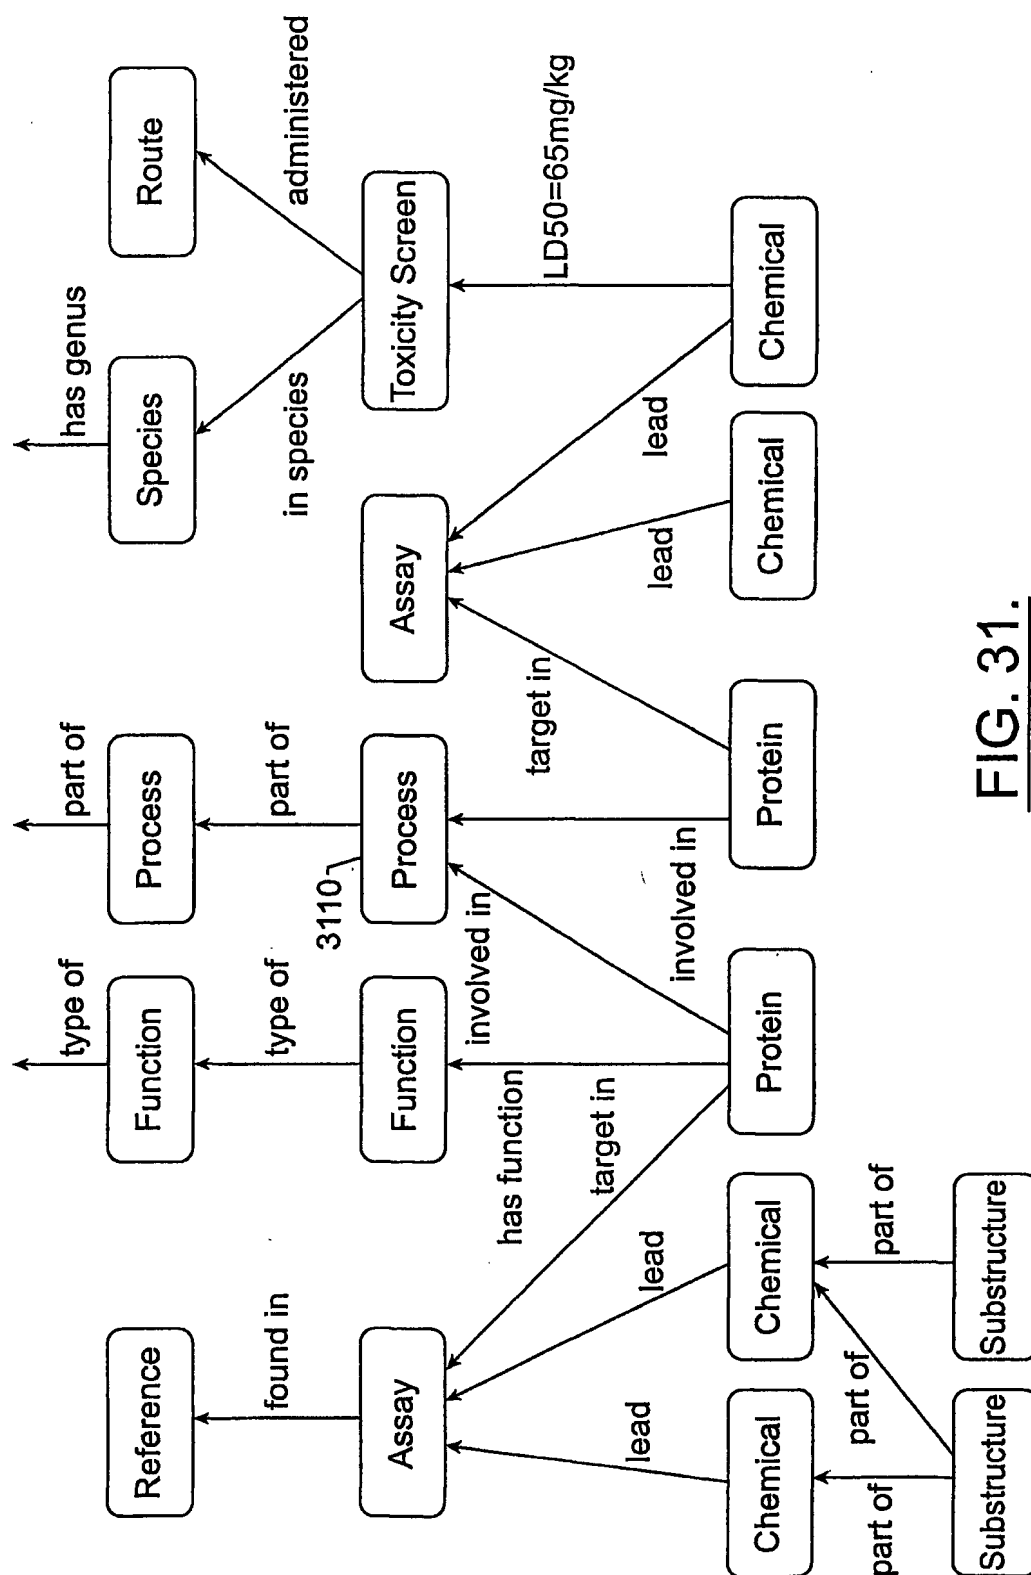 type of
part of
has genus
Reference
Function
Process
Species
Route
found in
type of
part of
in species
administered
3110
Assay
Function
Process
Assay
Toxicity Screen
has function
involved in
target in
target in
LD50=65mg/kg
lead
lead
involved in
lead
lead
Chemical
Chemical
Protein
Protein
Chemical
Chemical
part of
part of
part of
Substructure
Substructure
FIG. 31.